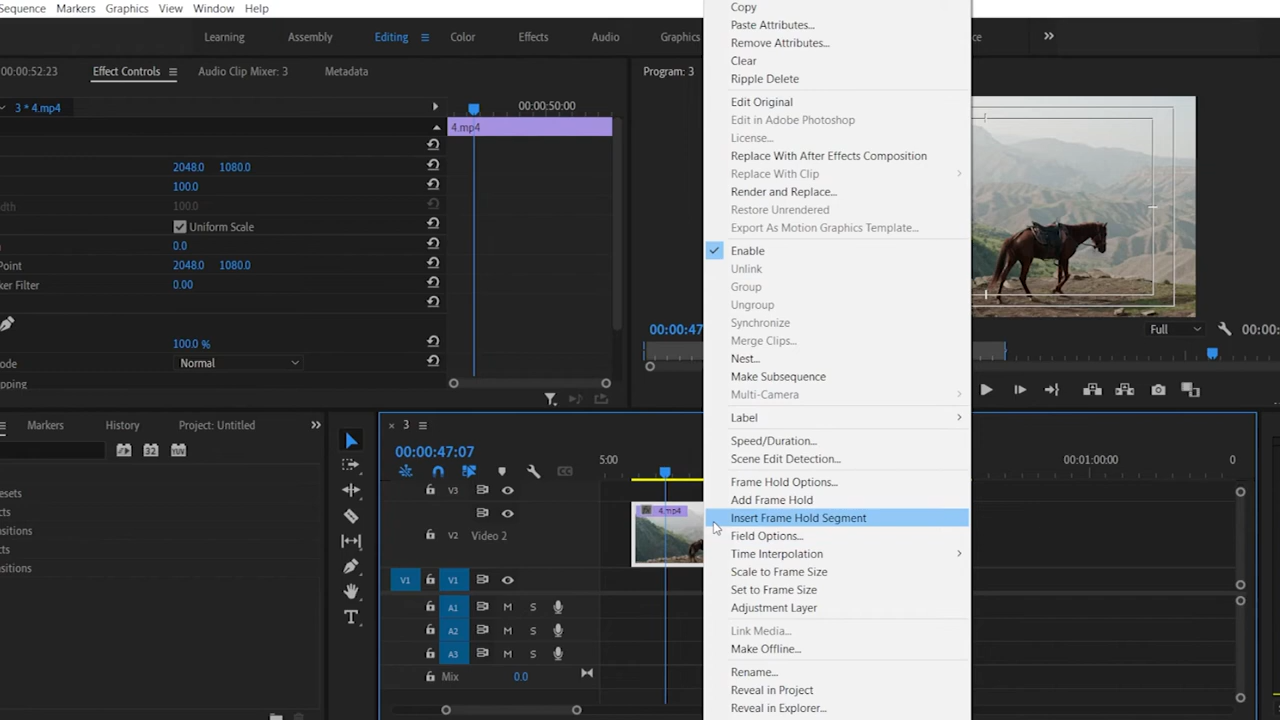 Sequence Markers Graphics View Window Help
Learning Assembly Editing Color Effects Audio Graphics
00:00:52:23 Effect Controls Audio Clip Mixer: 3 Metadata
3 * 4.mp4 00:00:50:00
4.mp4
2048.0 1080.0
100.0
100.0
Uniform Scale
0.0
Point 2048.0 1080.0
ker Filter 0.00
100.0 %
ode Normal
pping
Markers History Project: Untitled
Copy
Paste Attributes...
Remove Attributes...
Clear
Ripple Delete
Edit Original
Edit in Adobe Photoshop
License...
Replace With After Effects Composition
Replace With Clip
Render and Replace...
Restore Unrendered
Export As Motion Graphics Template...
Enable
Unlink
Group
Ungroup
Synchronize
Merge Clips...
Nest...
Make Subsequence
Multi-Camera
Label
Speed/Duration...
Scene Edit Detection...
Frame Hold Options...
Add Frame Hold
Insert Frame Hold Segment
Field Options...
Time Interpolation
Scale to Frame Size
Set to Frame Size
Adjustment Layer
Link Media...
Make Offline...
Rename...
Reveal in Project
Reveal in Explorer...
Program: 3
00:00:47 Full 00:00:
3
00:00:47:07
5:00 00:01:00:00 0
V3
4.mp4
V2 Video 2
V1 V1
A1 M S
A2 M S
A3 M S
Mix 0.0
esets
cts
nsitions
cts
nsitions